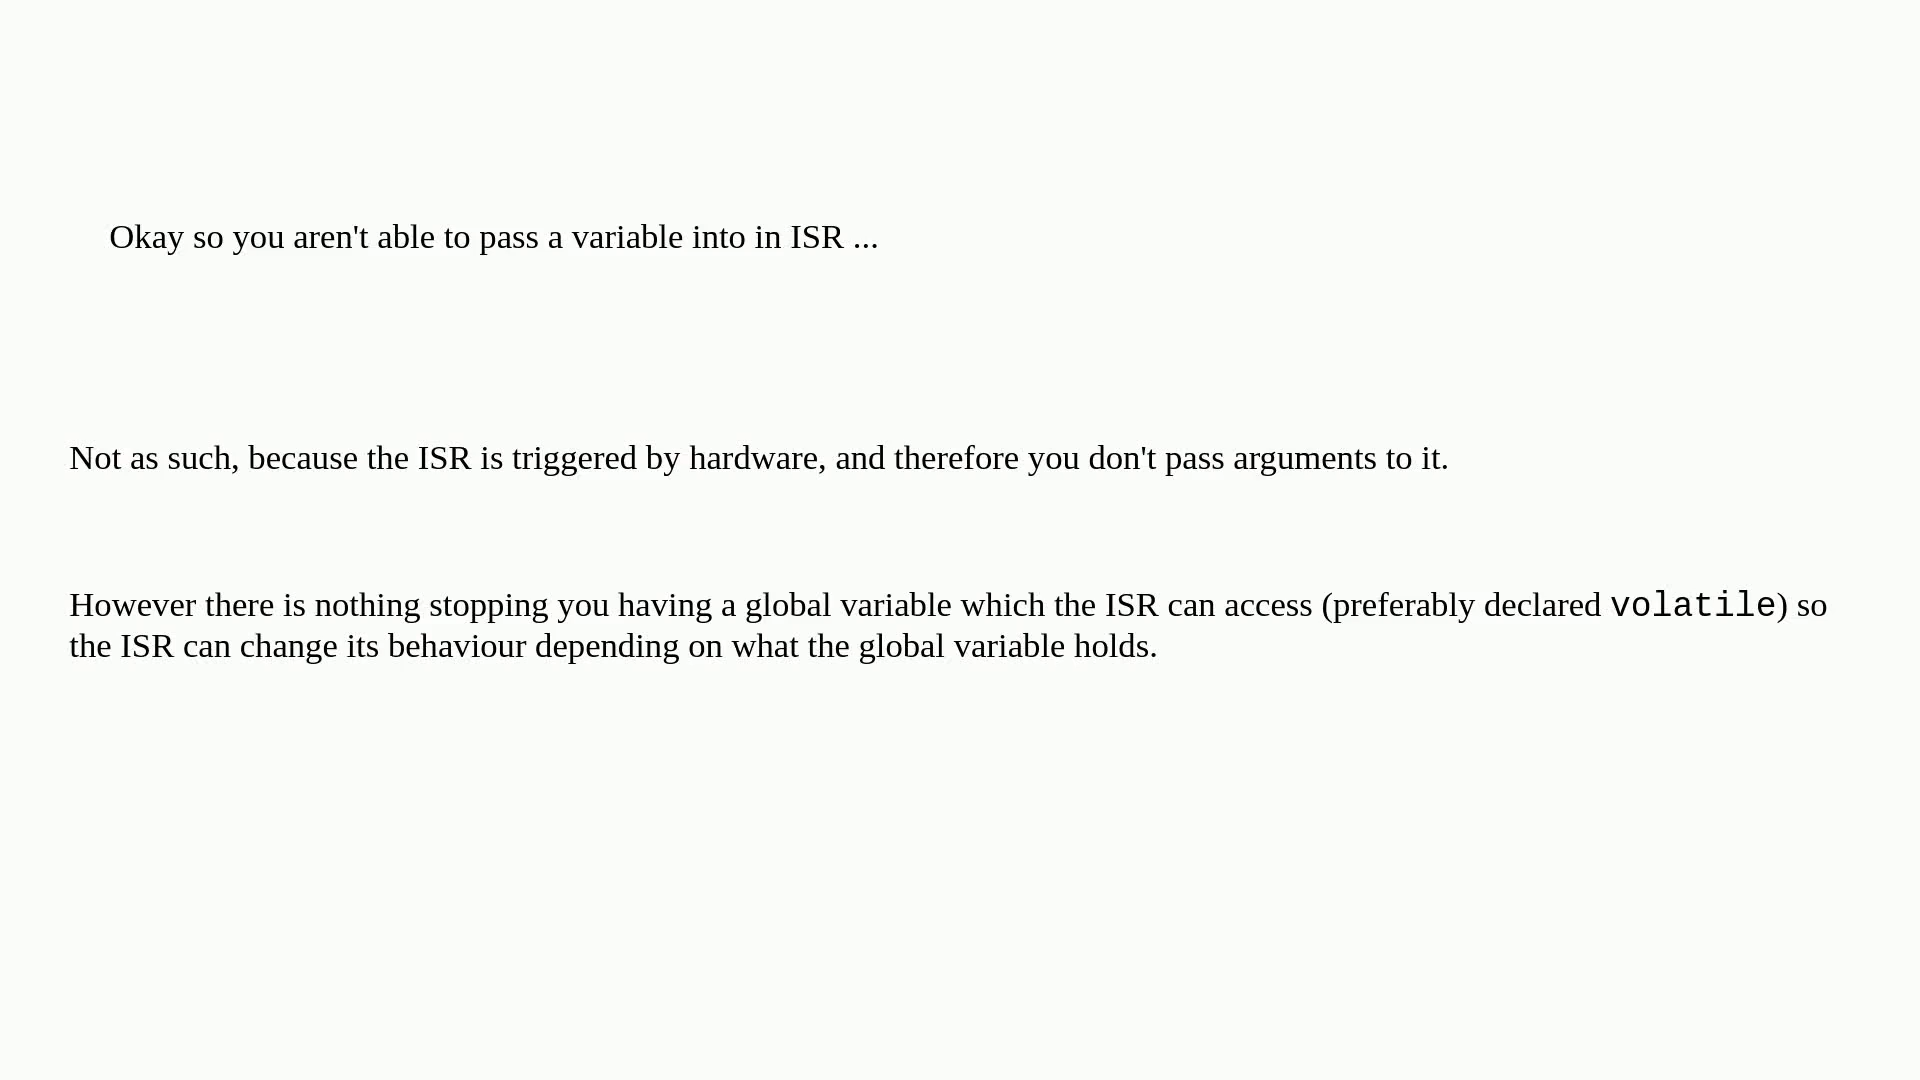 Okay so you aren't able to pass a variable into in ISR ...
Not as such, because the ISR is triggered by hardware, and therefore you don't pass arguments to it.
However there is nothing stopping you having a global variable which the ISR can access (preferably declared volatile) so
the ISR can change its behaviour depending on what the global variable holds.